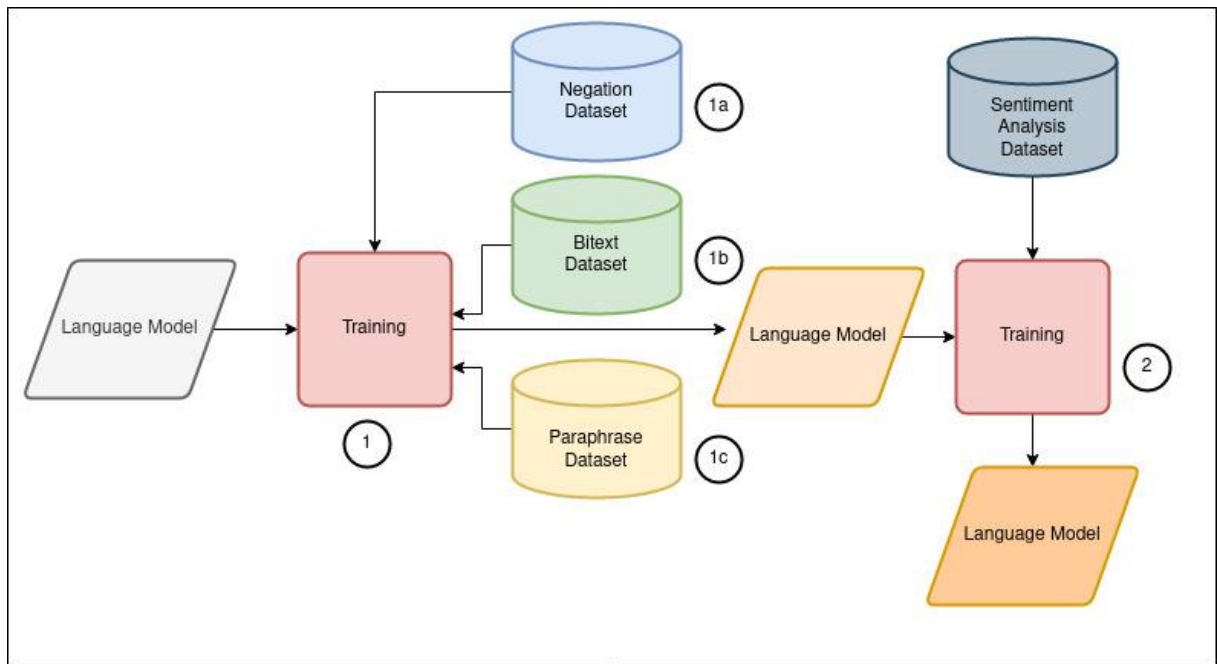 Negation
Dataset
1a
Sentiment
Analysis
Dataset
Bitext
Dataset
1b
Language Model
Training
Language Model
Training
2
1
Paraphrase
Dataset
1c
Language Model